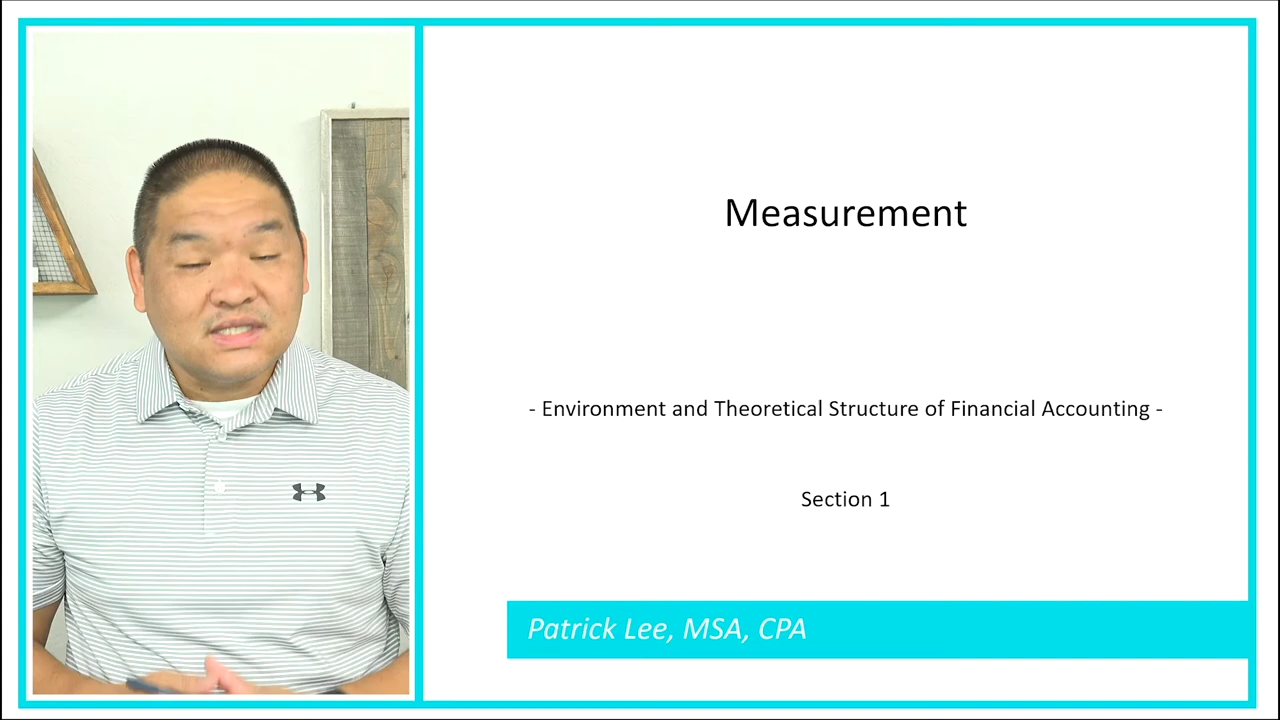 Measurement
- Environment and Theoretical Structure of Financial Accounting -
Section 1
Patrick Lee, MSA, CPA